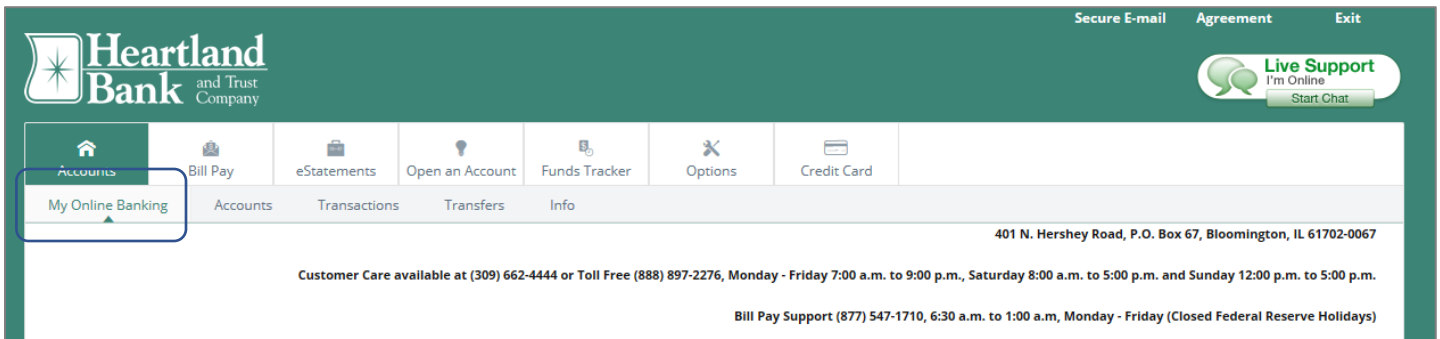 Secure E-mail Agreement Exit
Heartland
Bank and Trust
Company
Live Support
I'm Online
Start Chat
Accounts Bill Pay eStatements Open an Account Funds Tracker Options Credit Card
My Online Banking Accounts Transactions Transfers Info
401 N. Hershey Road, P.O. Box 67, Bloomington, IL 61702-0067
Customer Care available at (309) 662-4444 or Toll Free (888) 897-2276, Monday - Friday 7:00 a.m. to 9:00 p.m., Saturday 8:00 a.m. to 5:00 p.m. and Sunday 12:00 p.m. to 5:00 p.m.
Bill Pay Support (877) 547-1710, 6:30 a.m. to 1:00 a.m, Monday - Friday (Closed Federal Reserve Holidays)